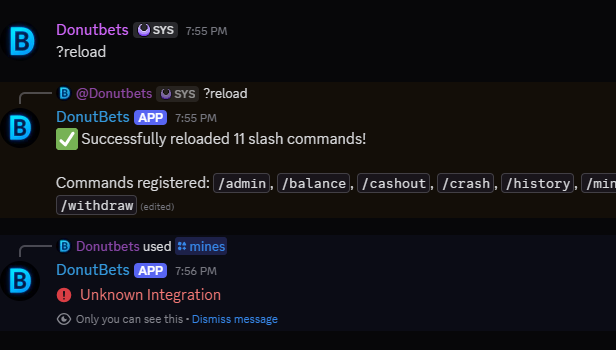 Donutbets SYS 7:55 PM
?reload
@Donutbets SYS ?reload
DonutBets APP 7:55 PM
Successfully reloaded 11 slash commands!
Commands registered: /admin, /balance, /cashout, /crash, /history, /min
/withdraw (edited)
Donutbets used mines
DonutBets APP 7:56 PM
Unknown Integration
Only you can see this • Dismiss message